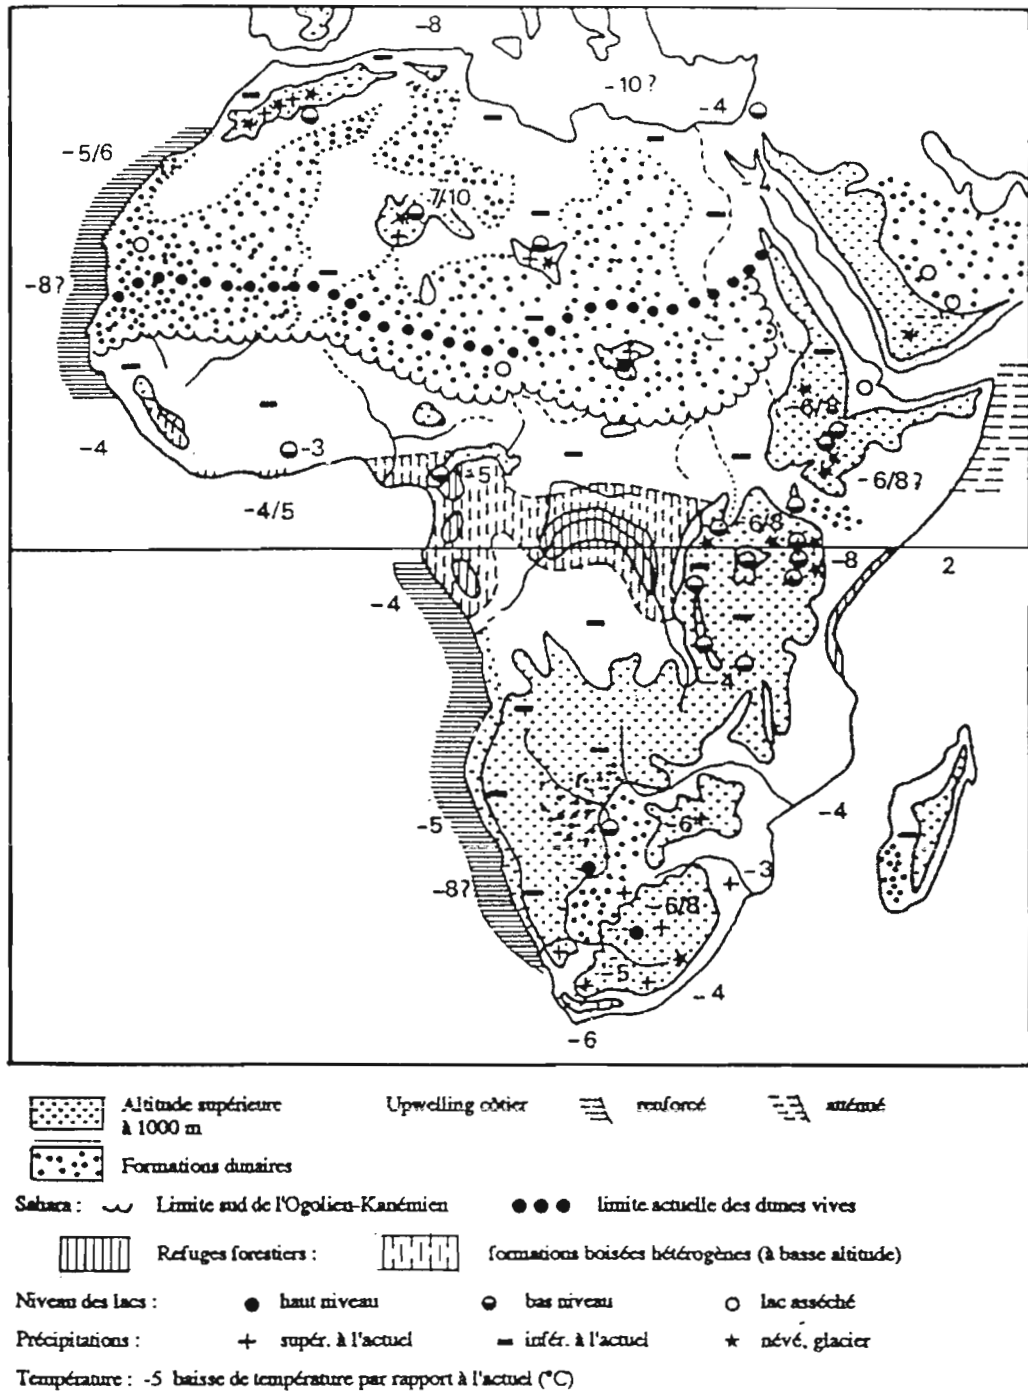 -8
-10 ?
-4
-5/6
-7/10
-8?
-6/8
-4
-3
-5
-6/8?
-4/5
-6/8
-8
2
-4
-4
-5
-6
-4
-3
-8?
-6/8
-5
-4
-6
Altitude supérieure
à 1000 m
Upwelling côtier renforcé atténué
Formations dunaires
Sahara : Limite sud de l'Ogolien-Kanémien limite actuelle des dunes vives
Refuges forestiers : formations boisées hétérogènes (à basse altitude)
Niveau des lacs : haut niveau bas niveau lac asséché
Précipitations : + supér. à l'actuel - infér. à l'actuel ★ névé, glacier
Température : -5 baisse de température par rapport à l'actuel (°C)